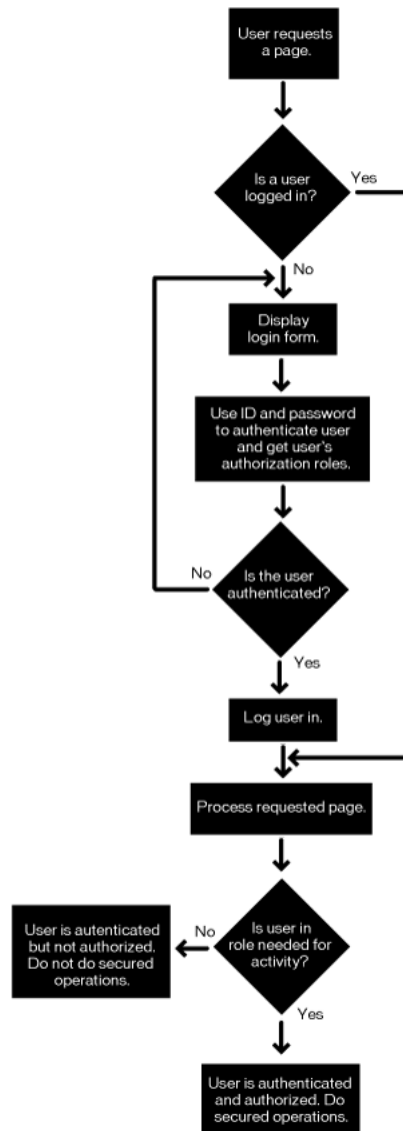 User requests
a page.
Is a user
logged in?
Yes
No
Display
login form.
Use ID and password
to authenticate user
and get user's
authorization roles.
No
Is the user
authenticated?
Yes
Log user in.
Process requested page.
User is autenticated
but not authorized.
Do not do secured
operations.
No
Is user in
role needed for
activity?
Yes
User is authenticated
and authorized. Do
secured operations.